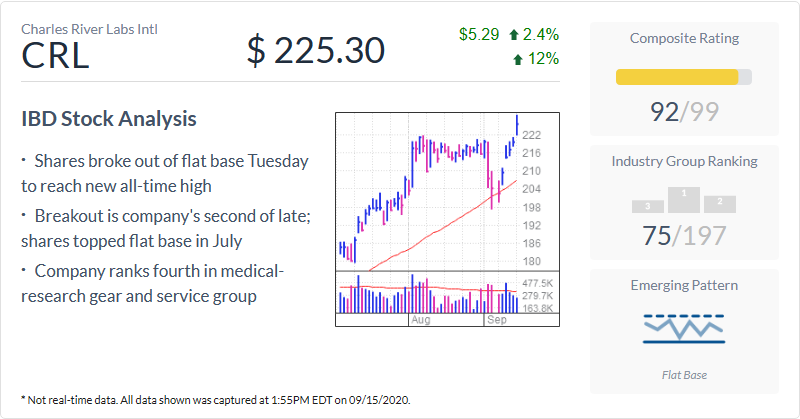 Charles River Labs Intl
CRL
$ 225.30
$5.29 2.4%
12%
IBD Stock Analysis
· Shares broke out of flat base Tuesday
to reach new all-time high
· Breakout is company's second of late;
shares topped flat base in July
· Company ranks fourth in medical-
research gear and service group
222
216
210
204
198
192
186
180
477.5K
279.7K
163.8K
Aug Sep
Composite Rating
92/99
Industry Group Ranking
3 1 2
75/197
Emerging Pattern
Flat Base
* Not real-time data. All data shown was captured at 1:55PM EDT on 09/15/2020.